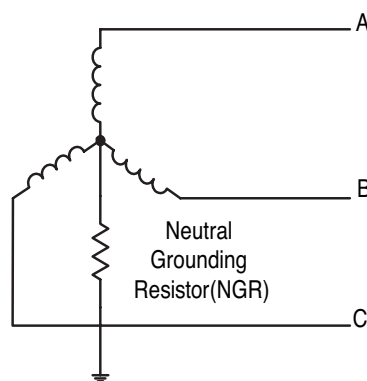 A
B
Neutral
Grounding
Resistor(NGR)
C